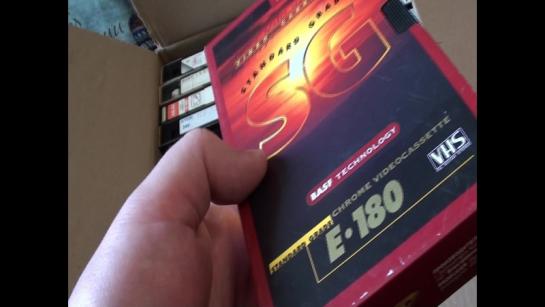 STANDARD GRADE
SG
BASF TECHNOLOGY
CHROME VIDEOCASSETTE
VHS
STANDARD GRADE
E•180